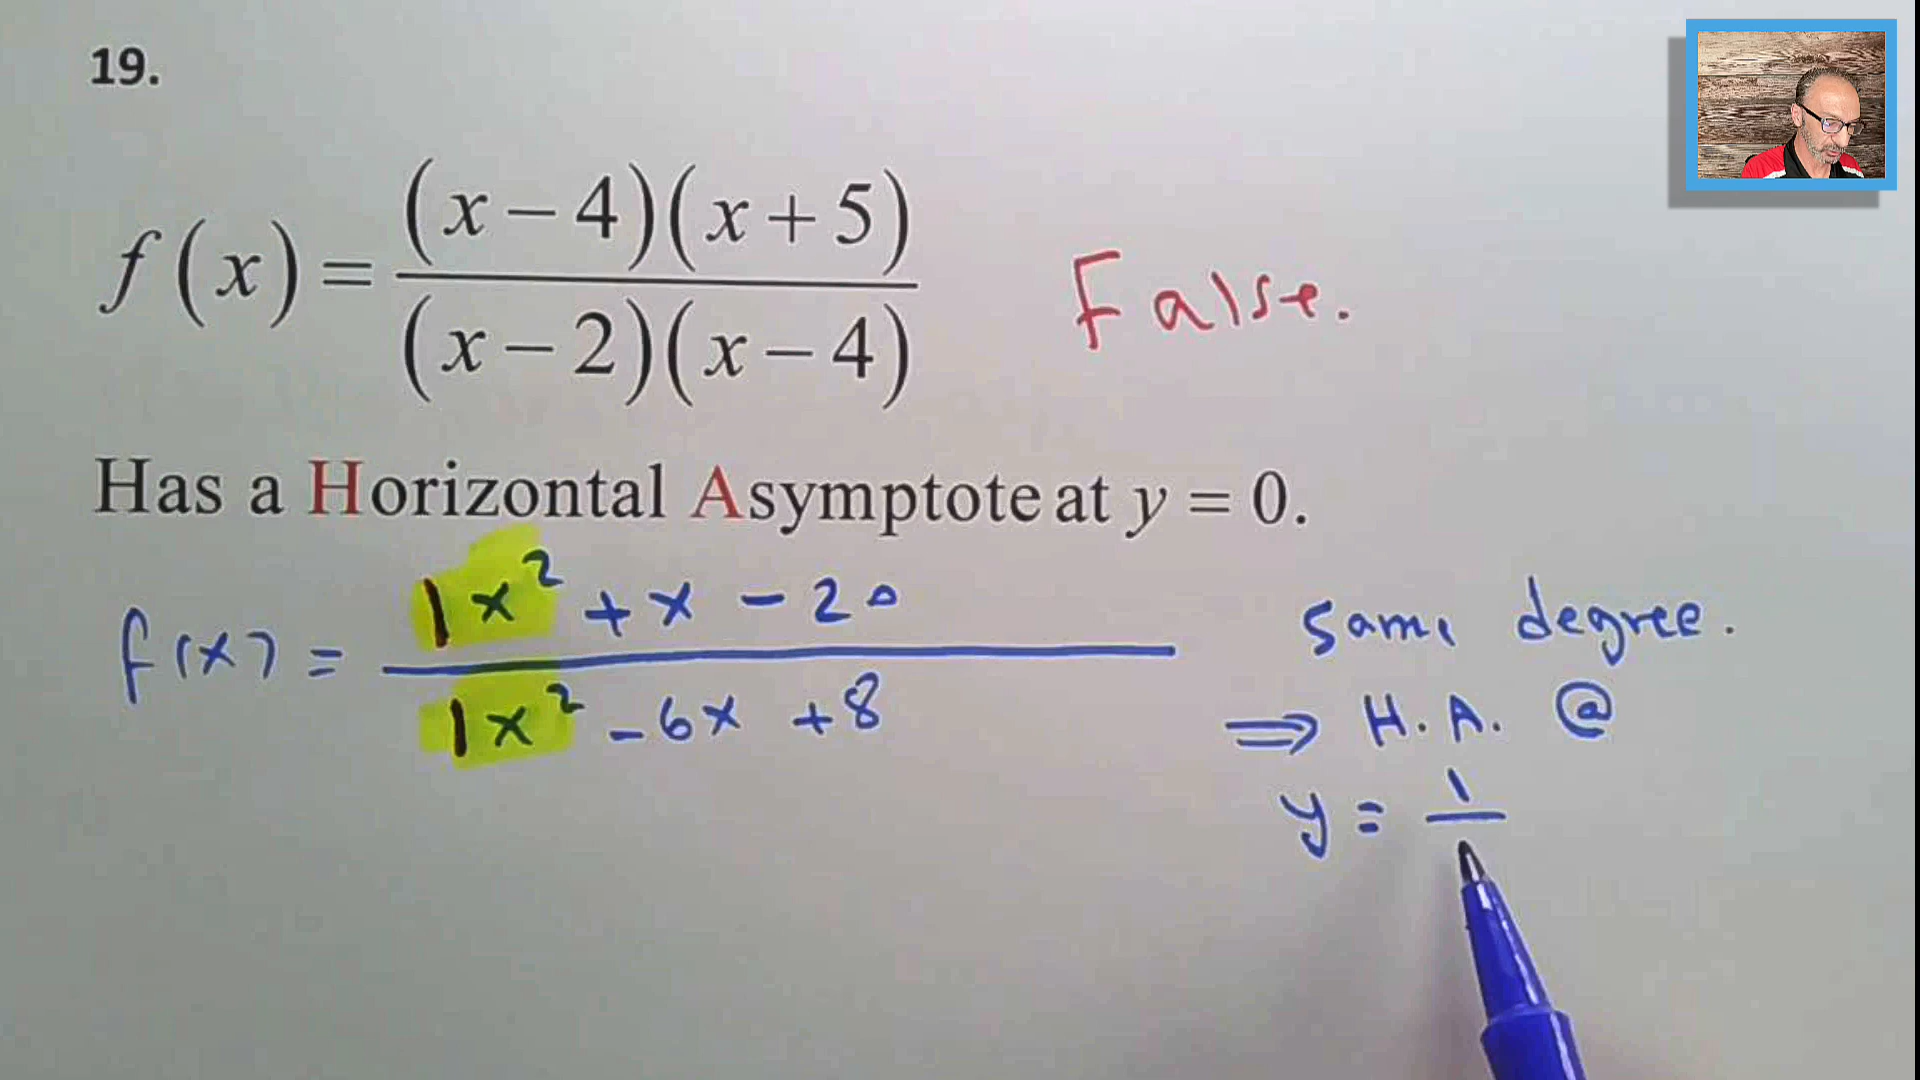 19.
f(x) = (x − 4)(x + 5) / (x − 2)(x − 4)
False.
Has a Horizontal Asymptote at y = 0.
f(x) = 1x² + x − 20 / 1x² − 6x + 8
same degree.
⇒ H.A. @
y = 1/